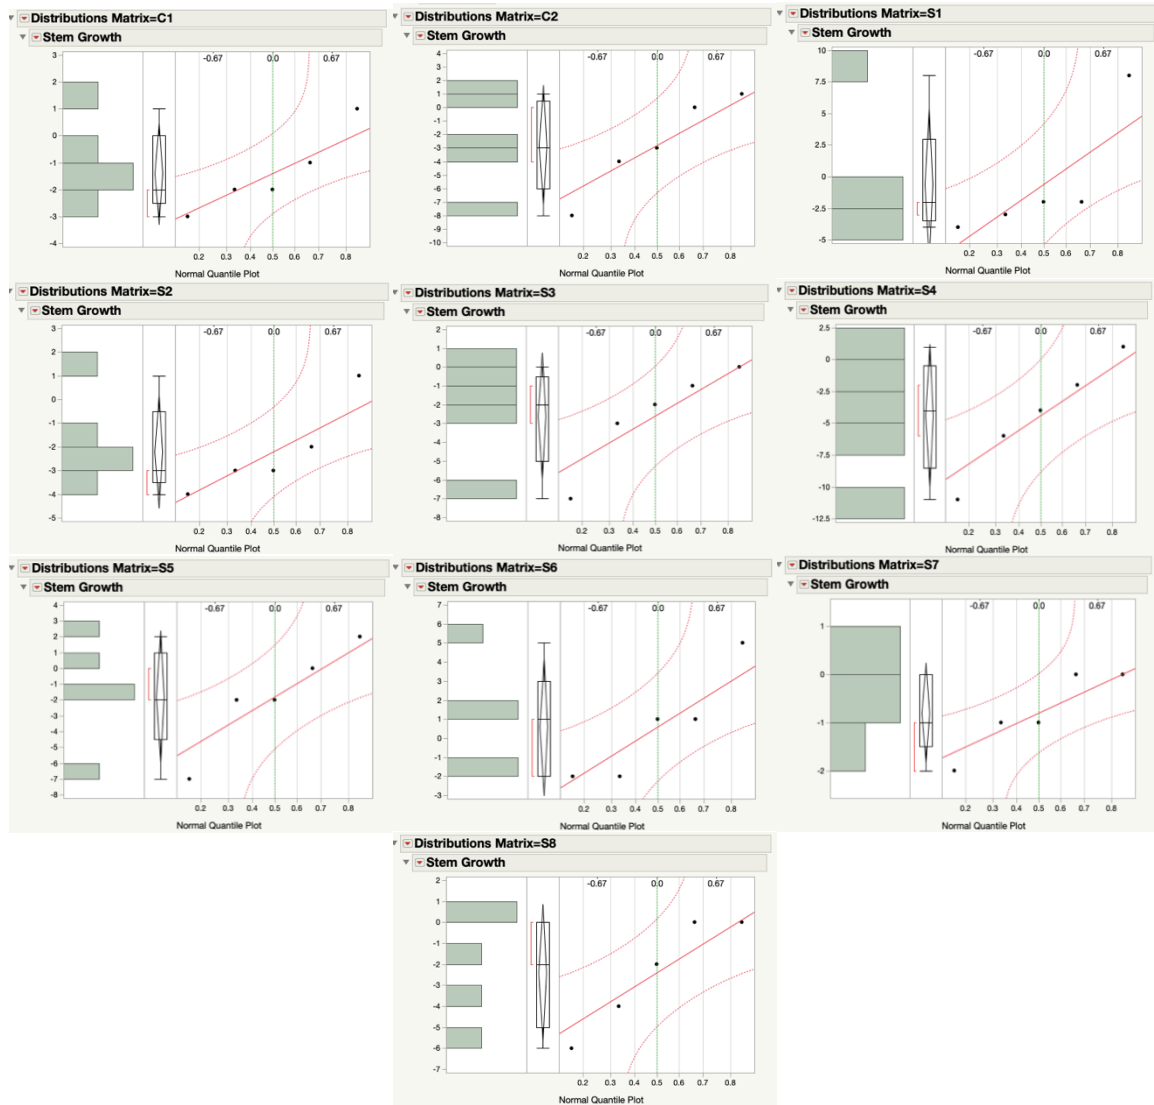 Distributions Matrix=C1
Stem Growth
-0.67 0.0 0.67
3
2
1
0
-1
-2
-3
-4
0.2 0.3 0.4 0.5 0.6 0.7 0.8
Normal Quantile Plot
Distributions Matrix=C2
Stem Growth
-0.67 0.0 0.67
4
3
2
1
0
-1
-2
-3
-4
-5
-6
-7
-8
-9
-10
0.2 0.3 0.4 0.5 0.6 0.7 0.8
Normal Quantile Plot
Distributions Matrix=S1
Stem Growth
-0.67 0.0 0.67
10
7.5
5
2.5
0
-2.5
-5
0.2 0.3 0.4 0.5 0.6 0.7 0.8
Normal Quantile Plot
Distributions Matrix=S2
Stem Growth
-0.67 0.0 0.67
3
2
1
0
-1
-2
-3
-4
-5
0.2 0.3 0.4 0.5 0.6 0.7 0.8
Normal Quantile Plot
Distributions Matrix=S3
Stem Growth
-0.67 0.0 0.67
2
1
0
-1
-2
-3
-4
-5
-6
-7
-8
0.2 0.3 0.4 0.5 0.6 0.7 0.8
Normal Quantile Plot
Distributions Matrix=S4
Stem Growth
-0.67 0.0 0.67
2.5
0
-2.5
-5
-7.5
-10
-12.5
0.2 0.3 0.4 0.5 0.6 0.7 0.8
Normal Quantile Plot
Distributions Matrix=S5
Stem Growth
-0.67 0.0 0.67
4
3
2
1
0
-1
-2
-3
-4
-5
-6
-7
-8
0.2 0.3 0.4 0.5 0.6 0.7 0.8
Normal Quantile Plot
Distributions Matrix=S6
Stem Growth
-0.67 0.0 0.67
7
6
5
4
3
2
1
0
-1
-2
-3
0.2 0.3 0.4 0.5 0.6 0.7 0.8
Normal Quantile Plot
Distributions Matrix=S7
Stem Growth
-0.67 0.0 0.67
1
0
-1
-2
0.2 0.3 0.4 0.5 0.6 0.7 0.8
Normal Quantile Plot
Distributions Matrix=S8
Stem Growth
-0.67 0.0 0.67
2
1
0
-1
-2
-3
-4
-5
-6
-7
0.2 0.3 0.4 0.5 0.6 0.7 0.8
Normal Quantile Plot